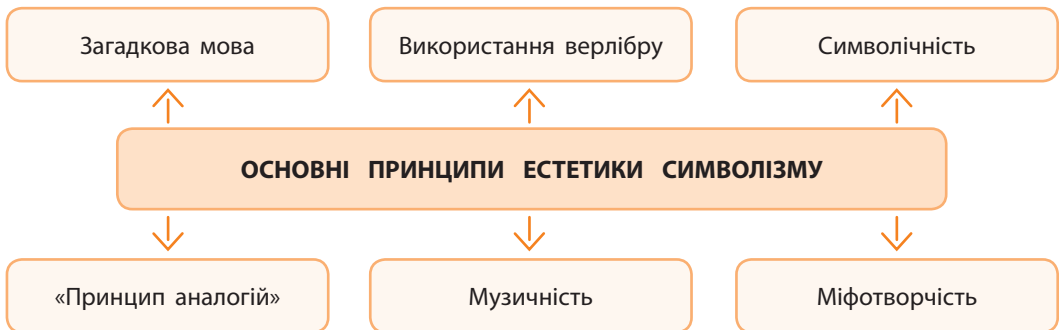 Загадкова мова
Використання верлібру
Символічність
ОСНОВНІ ПРИНЦИПИ ЕСТЕТИКИ СИМВОЛІЗМУ
«Принцип аналогій»
Музичність
Міфотворчість